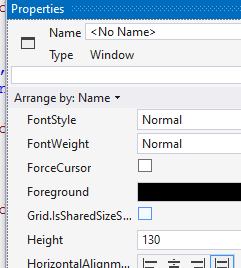 Properties
Name <No Name>
Type Window
Arrange by: Name
FontStyle Normal
FontWeight Normal
ForceCursor
Foreground
Grid.IsSharedSizeS...
Height 130
HorizontalAlignm...